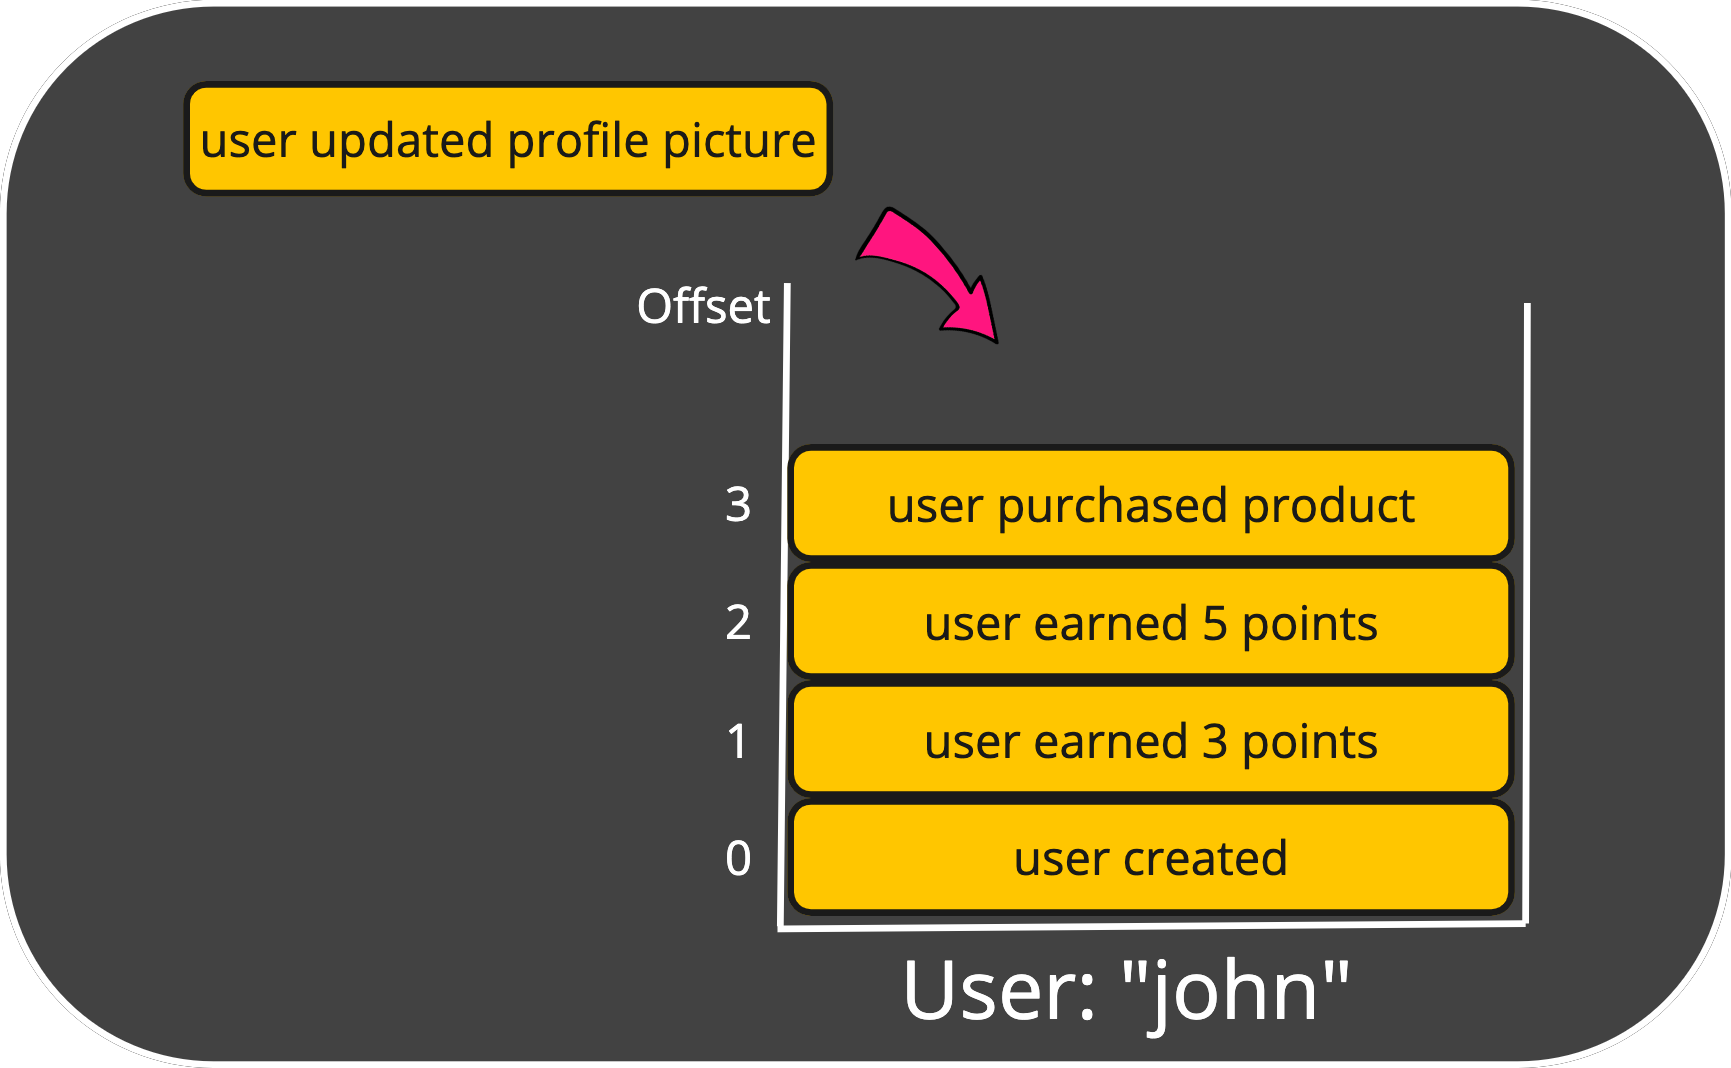 user updated profile picture
Offset
3
user purchased product
2
user earned 5 points
1
user earned 3 points
0
user created
User: "john"